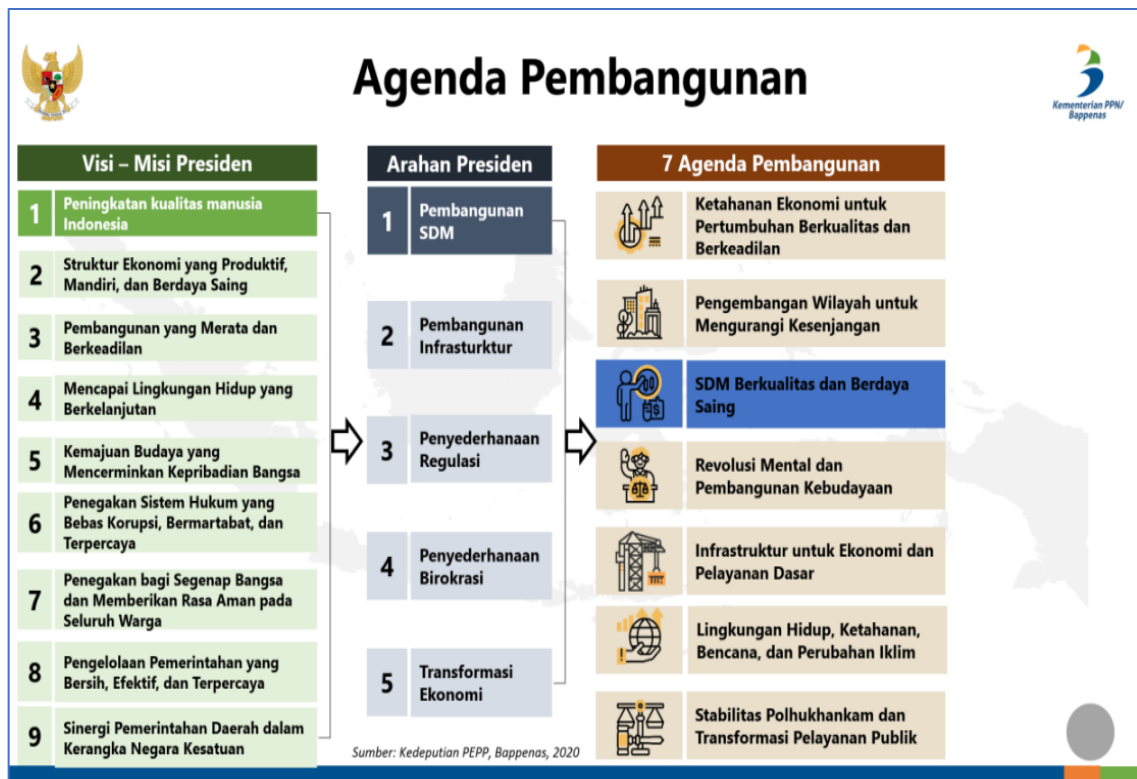 Agenda Pembangunan
Kementerian PPN/
Bappenas
Visi – Misi Presiden
1
Peningkatan kualitas manusia
Indonesia
2
Struktur Ekonomi yang Produktif,
Mandiri, dan Berdaya Saing
3
Pembangunan yang Merata dan
Berkeadilan
4
Mencapai Lingkungan Hidup yang
Berkelanjutan
5
Kemajuan Budaya yang
Mencerminkan Kepribadian Bangsa
6
Penegakan Sistem Hukum yang
Bebas Korupsi, Bermartabat, dan
Terpercaya
7
Penegakan bagi Segenap Bangsa
dan Memberikan Rasa Aman pada
Seluruh Warga
8
Pengelolaan Pemerintahan yang
Bersih, Efektif, dan Terpercaya
9
Sinergi Pemerintahan Daerah dalam
Kerangka Negara Kesatuan
Arahan Presiden
1
Pembangunan
SDM
2
Pembangunan
Infrasturktur
3
Penyederhanaan
Regulasi
4
Penyederhanaan
Birokrasi
5
Transformasi
Ekonomi
7 Agenda Pembangunan
Ketahanan Ekonomi untuk
Pertumbuhan Berkualitas dan
Berkeadilan
Pengembangan Wilayah untuk
Mengurangi Kesenjangan
SDM Berkualitas dan Berdaya
Saing
Revolusi Mental dan
Pembangunan Kebudayaan
Infrastruktur untuk Ekonomi dan
Pelayanan Dasar
Lingkungan Hidup, Ketahanan,
Bencana, dan Perubahan Iklim
Stabilitas Polhukhankam dan
Transformasi Pelayanan Publik
Sumber: Kedeputian PEPP, Bappenas, 2020